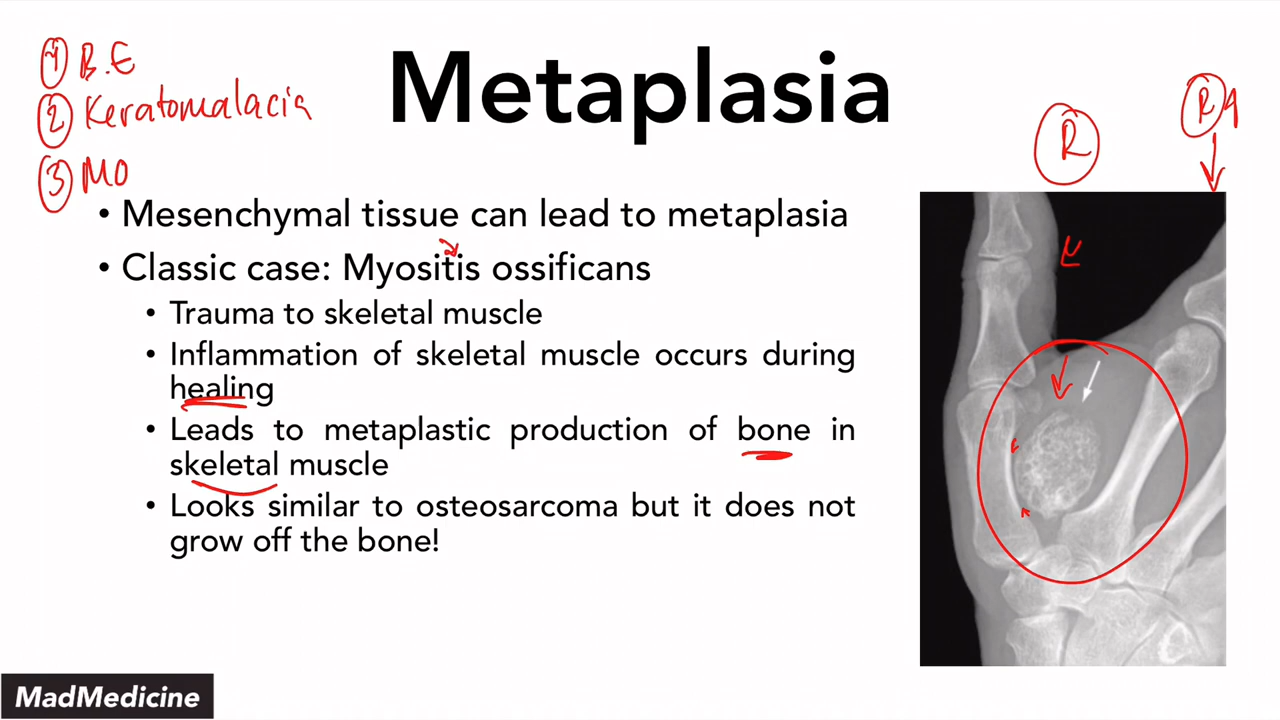 ① B.E
② Keratomalacia
③ MO
Metaplasia
R
R
• Mesenchymal tissue can lead to metaplasia
• Classic case: Myositis ossificans
• Trauma to skeletal muscle
• Inflammation of skeletal muscle occurs during
healing
• Leads to metaplastic production of bone in
skeletal muscle
• Looks similar to osteosarcoma but it does not
grow off the bone!
MadMedicine